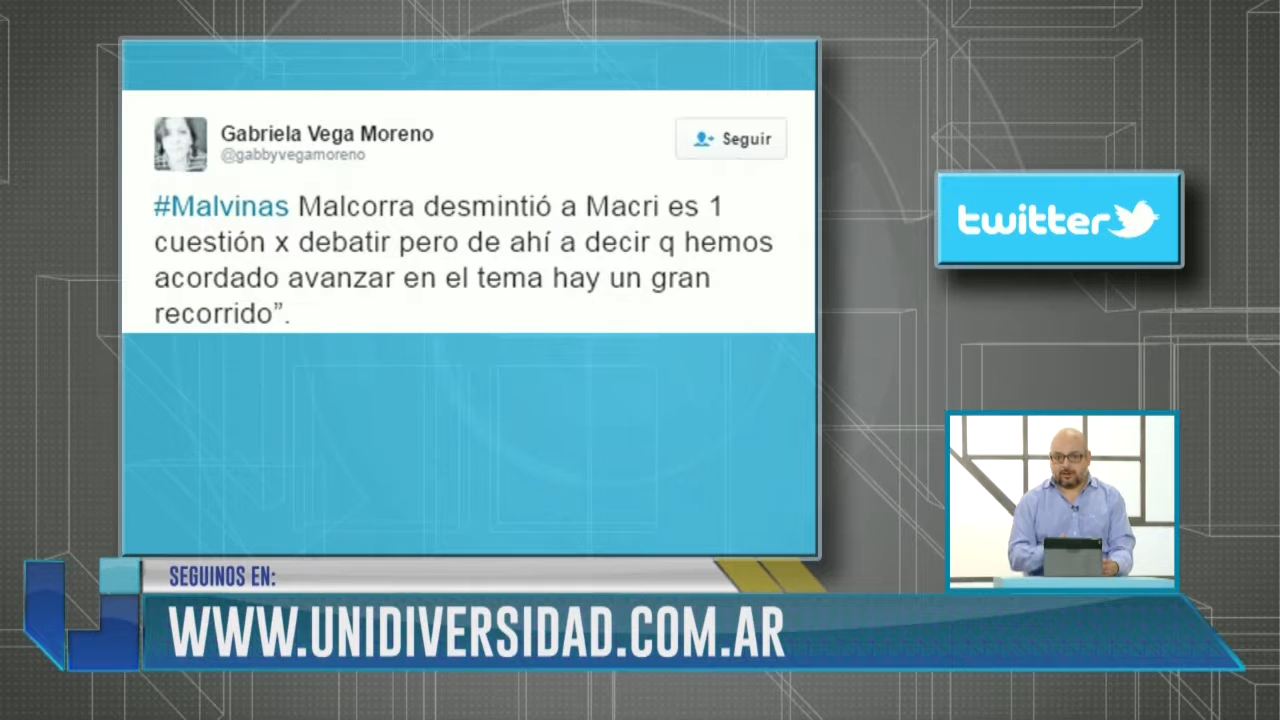 Gabriela Vega Moreno
@gabbyvegamoreno
Seguir
#Malvinas Malcorra desmintió a Macri es 1
cuestión x debatir pero de ahí a decir q hemos
acordado avanzar en el tema hay un gran
recorrido”.
twitter
SEGUINOS EN:
WWW.UNIDIVERSIDAD.COM.AR